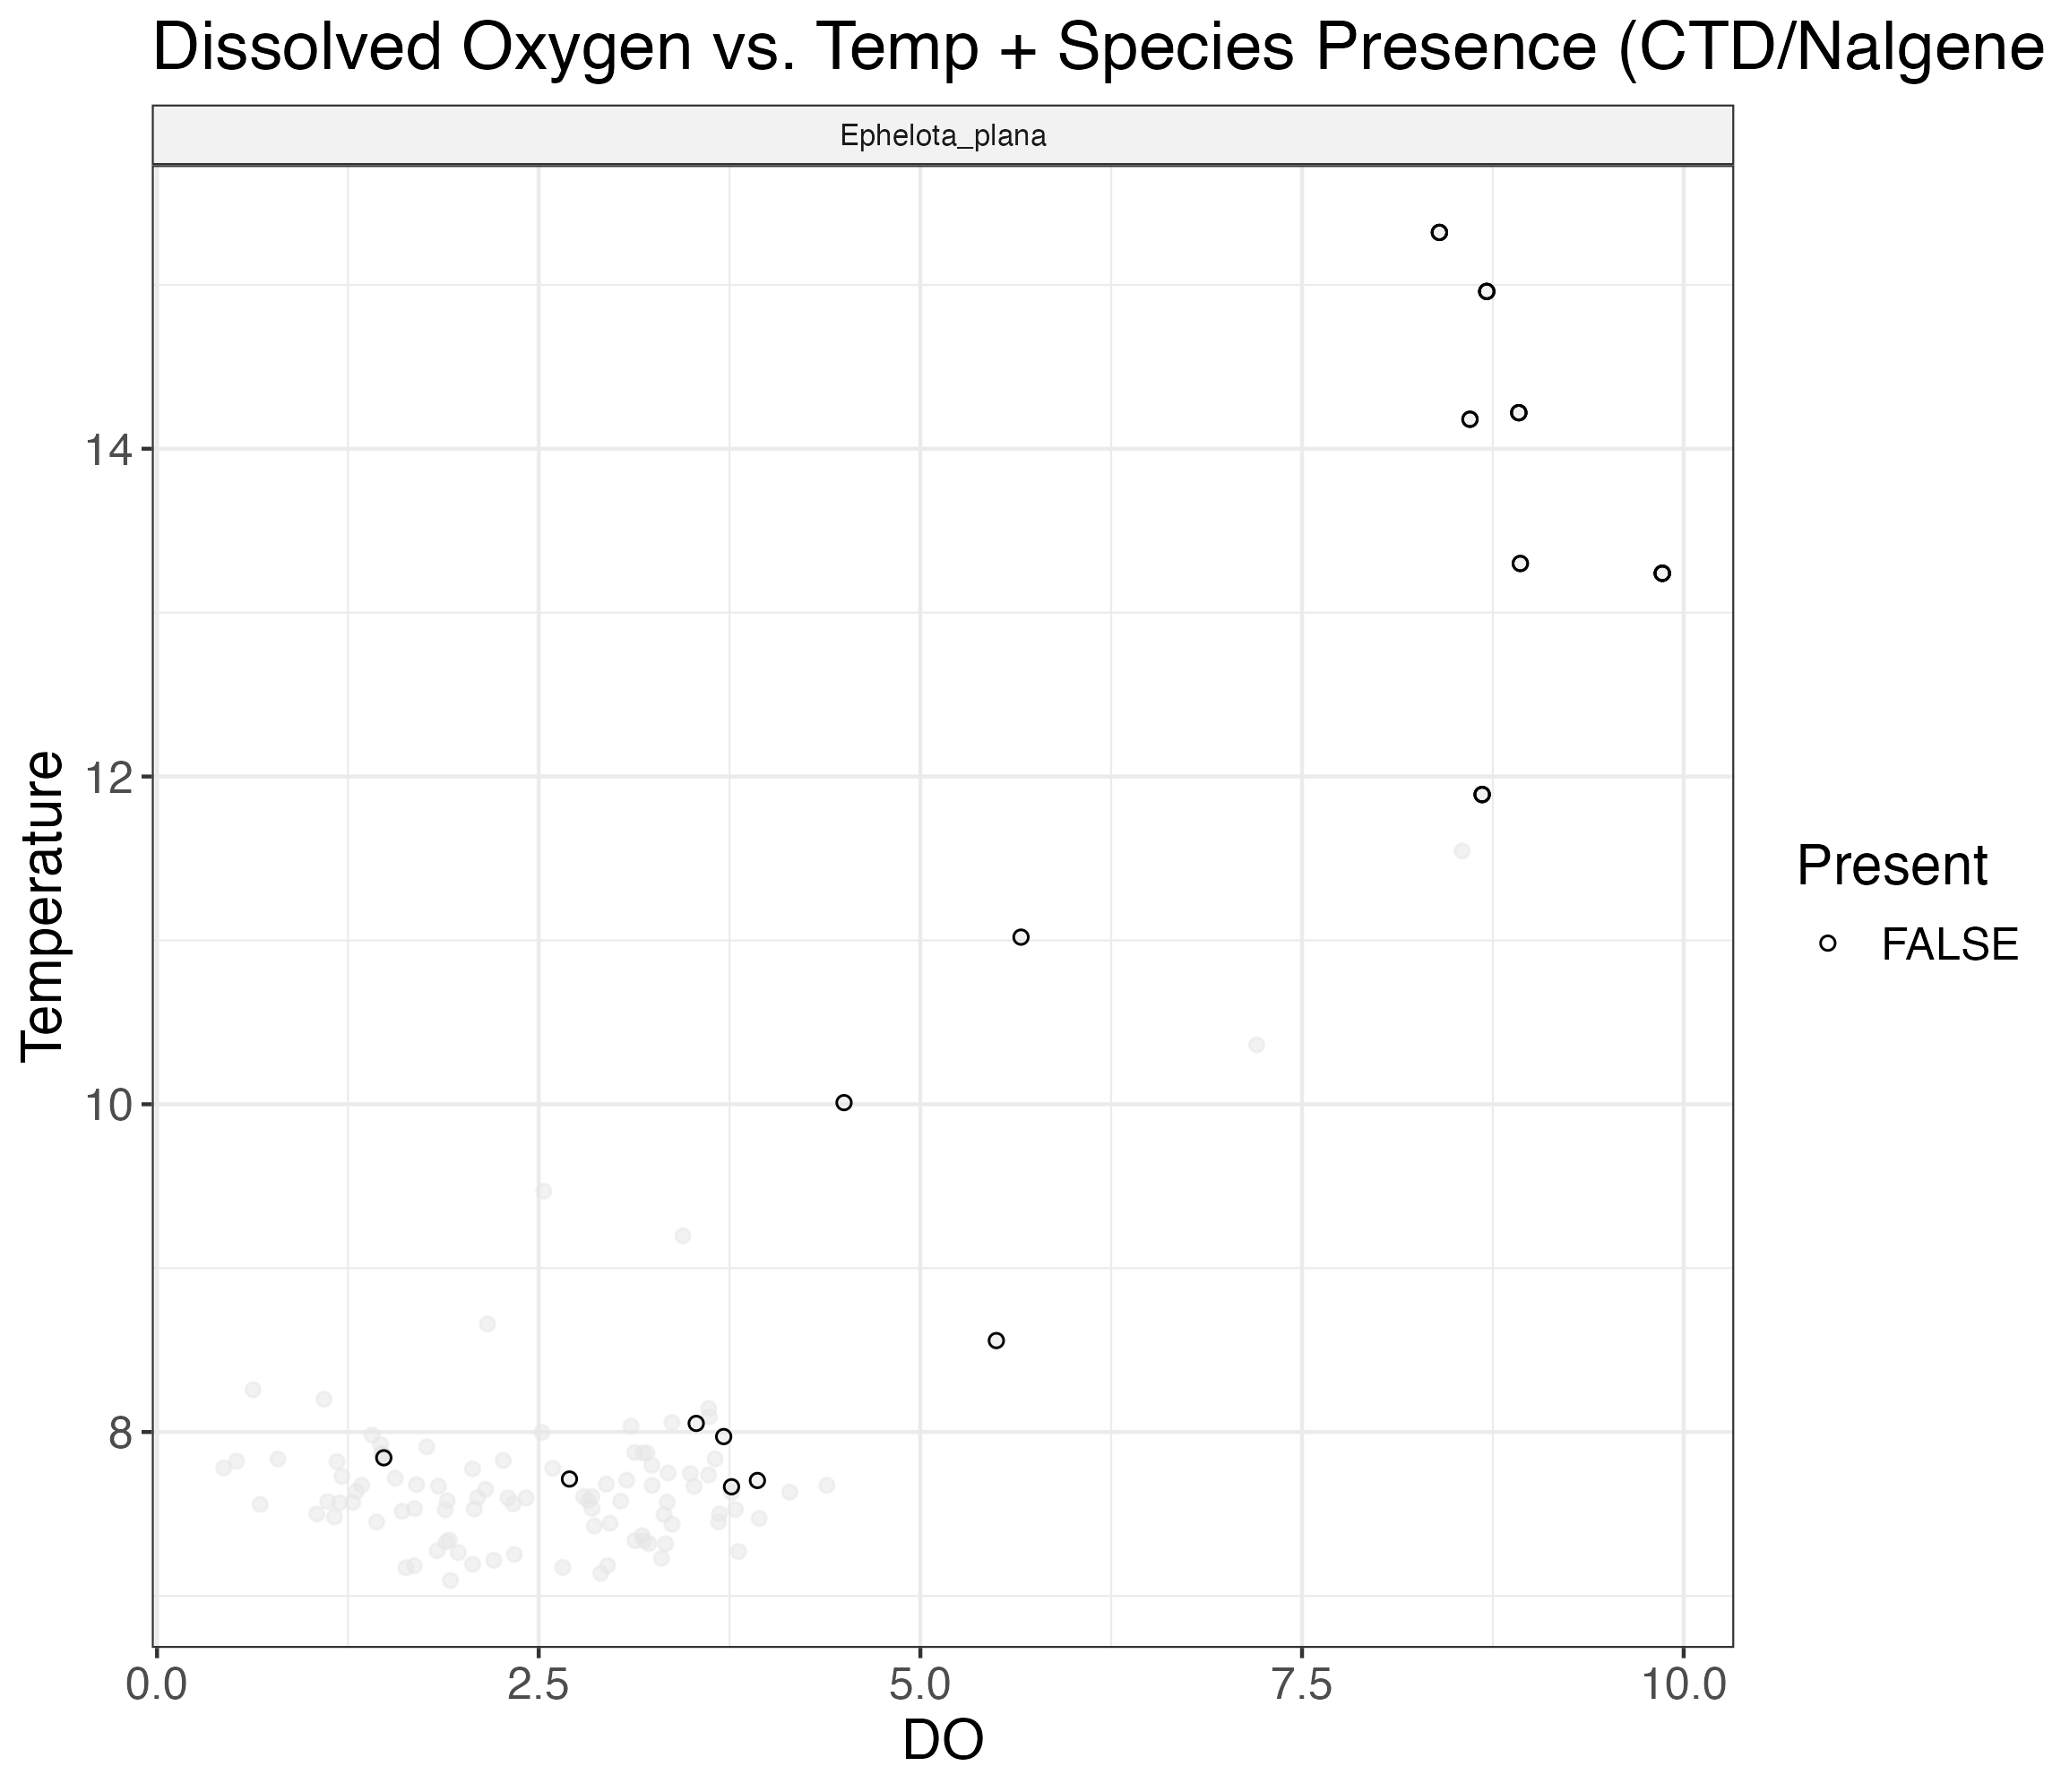 Dissolved Oxygen vs. Temp + Species Presence (CTD/Nalgene
Ephelota_plana
14
12
10
8
Temperature
0.0 2.5 5.0 7.5 10.0
DO
Present
FALSE